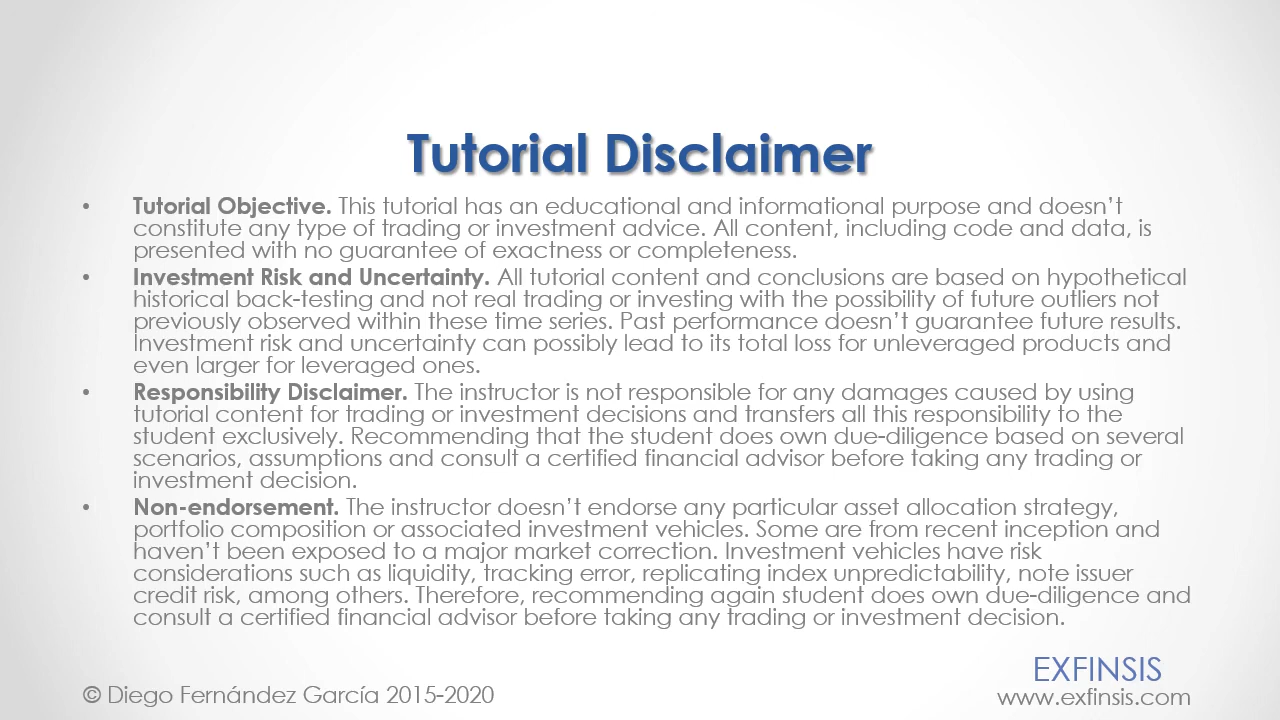 Tutorial Disclaimer
• Tutorial Objective. This tutorial has an educational and informational purpose and doesn’t
constitute any type of trading or investment advice. All content, including code and data, is
presented with no guarantee of exactness or completeness.
• Investment Risk and Uncertainty. All tutorial content and conclusions are based on hypothetical
historical back-testing and not real trading or investing with the possibility of future outliers not
previously observed within these time series. Past performance doesn’t guarantee future results.
Investment risk and uncertainty can possibly lead to its total loss for unleveraged products and
even larger for leveraged ones.
• Responsibility Disclaimer. The instructor is not responsible for any damages caused by using
tutorial content for trading or investment decisions and transfers all this responsibility to the
student exclusively. Recommending that the student does own due-diligence based on several
scenarios, assumptions and consult a certified financial advisor before taking any trading or
investment decision.
• Non-endorsement. The instructor doesn’t endorse any particular asset allocation strategy,
portfolio composition or associated investment vehicles. Some are from recent inception and
haven’t been exposed to a major market correction. Investment vehicles have risk
considerations such as liquidity, tracking error, replicating index unpredictability, note issuer
credit risk, among others. Therefore, recommending again student does own due-diligence and
consult a certified financial advisor before taking any trading or investment decision.
© Diego Fernández García 2015-2020
EXFINSIS
www.exfinsis.com